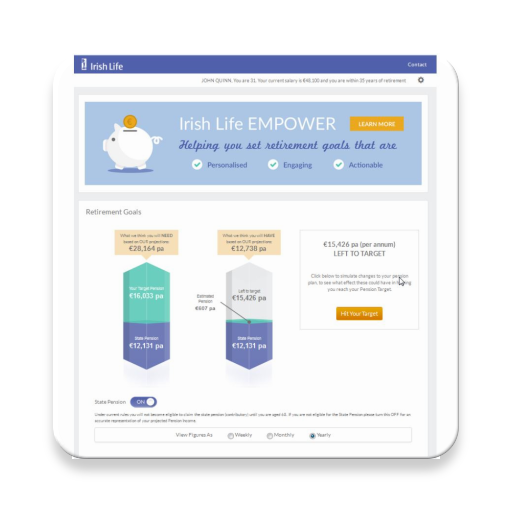 Irish Life
Contact
JOHN QUINN, You are 31, Your current salary is and you are within 35 years of retirement
Irish Life EMPOWER
LEARN MORE
Helping you set retirement goals that are
Personalised
Engaging
Actionable
Retirement Goals
What we think you will NEED
based on OUR projections
€28,164 pa
What we think you will HAVE
based on OUR projections
€12,738 pa
Your Target Pension
€16,033 pa
State Pension
€12,131 pa
Estimated
Pension
€607 pa
Left to target
€15,426 pa
State Pension
€12,131 pa
€15,426 pa (per annum)
LEFT TO TARGET
Click below to simulate changes to your pension
plan, to see what effect these could have in
you reach your Pension Target.
Hit Your Target
State Pension
ON
Under current rules you will not become eligible to claim the state pension (contributory) until you are aged 68. If you are not eligible for the State Pension please turn this OFF for an
accurate representation of your projected Pension Income.
View Figures As
Weekly
Monthly
Yearly